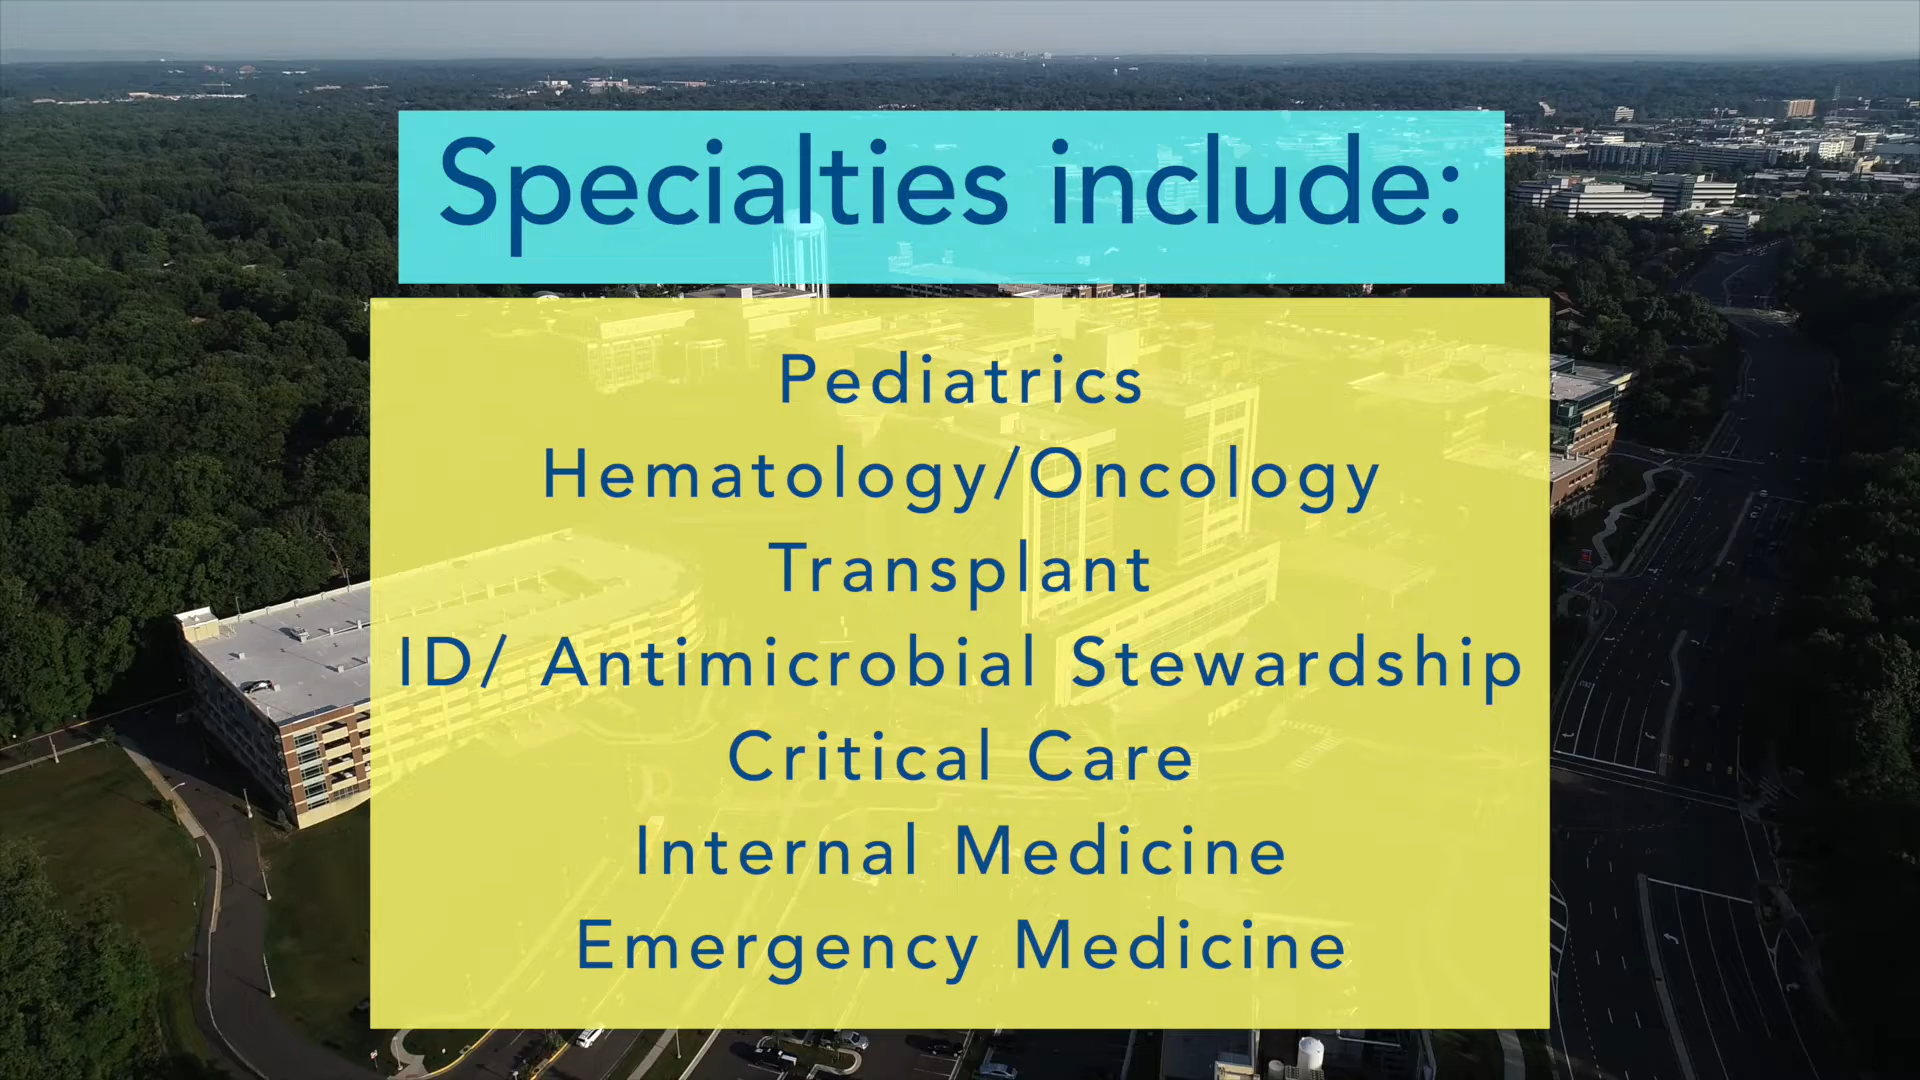 Specialties include:
Pediatrics
Hematology/Oncology
Transplant
ID/ Antimicrobial Stewardship
Critical Care
Internal Medicine
Emergency Medicine